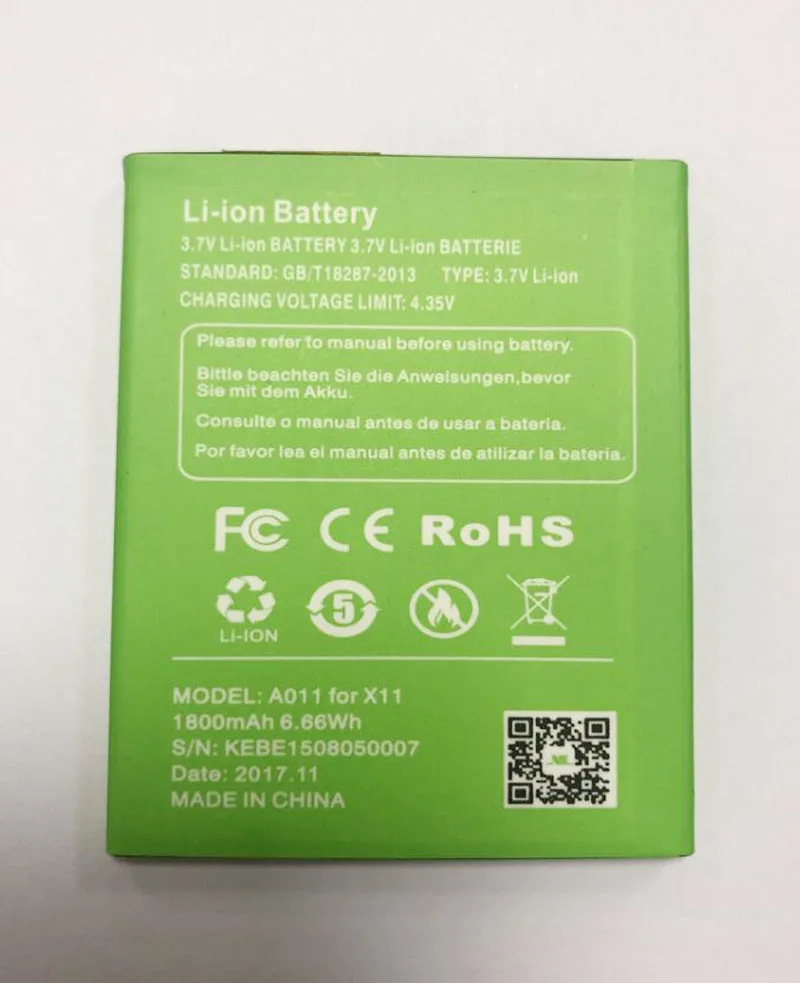 Li-ion Battery
3.7V Li-ion BATTERY 3.7V Li-ion BATTERIE
STANDARD: GB/T18287-2013 TYPE: 3.7V Li-ion
CHARGING VOLTAGE LIMIT: 4.35V
Please refer to manual before using battery.
Bittle beachten Sie die Anweisungen,bevor
Sie mit dem Akku.
Consulte o manual antes de usar a bateria.
Por favor lea el manual antes de atilizar la bateria.
FC CE RoHS
5
LI-ION
MODEL: A011 for X11
1800mAh 6.66Wh
S/N: KEBE1508050007
Date: 2017.11
MADE IN CHINA